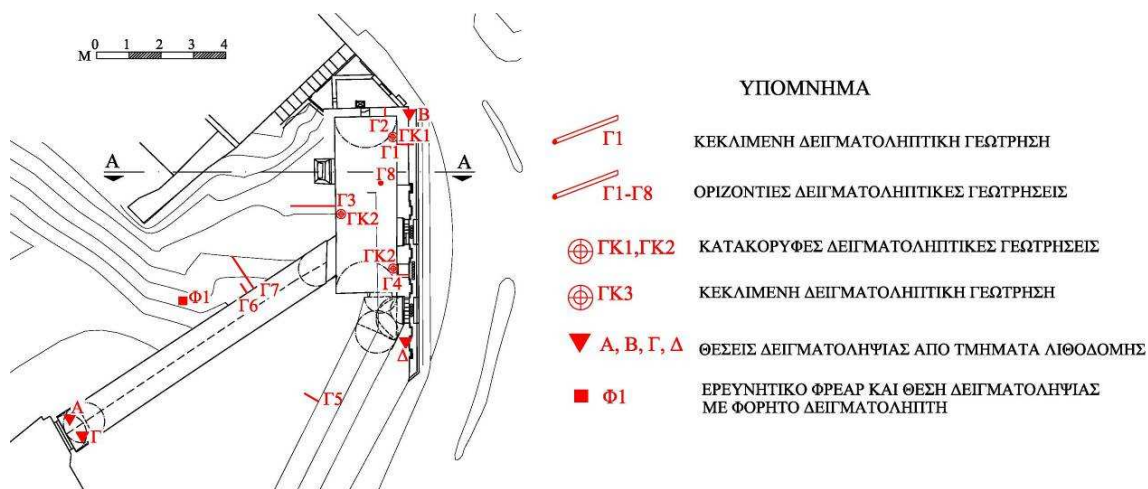 0 1 2 3 4
M
B
Γ2
ΓΚ1
Γ1
A A
Γ8
Γ3
ΓΚ2
ΓΚ2
Γ4
Γ7
Γ6
Φ1
Δ
Γ5
A
Γ
ΥΠΟΜΝΗΜΑ
Γ1 ΚΕΚΛΙΜΕΝΗ ΔΕΙΓΜΑΤΟΛΗΠΤΙΚΗ ΓΕΩΤΡΗΣΗ
Γ1-Γ8 ΟΡΙΖΟΝΤΙΕΣ ΔΕΙΓΜΑΤΟΛΗΠΤΙΚΕΣ ΓΕΩΤΡΗΣΕΙΣ
ΓΚ1,ΓΚ2 ΚΑΤΑΚΟΡΥΦΕΣ ΔΕΙΓΜΑΤΟΛΗΠΤΙΚΕΣ ΓΕΩΤΡΗΣΕΙΣ
ΓΚ3 ΚΕΚΛΙΜΕΝΗ ΔΕΙΓΜΑΤΟΛΗΠΤΙΚΗ ΓΕΩΤΡΗΣΗ
Α, Β, Γ, Δ ΘΕΣΕΙΣ ΔΕΙΓΜΑΤΟΛΗΨΙΑΣ ΑΠΟ ΤΜΗΜΑΤΑ ΛΙΘΟΔΟΜΗΣ
Φ1 ΕΡΕΥΝΗΤΙΚΟ ΦΡΕΑΡ ΚΑΙ ΘΕΣΗ ΔΕΙΓΜΑΤΟΛΗΨΙΑΣ
ΜΕ ΦΟΡΗΤΟ ΔΕΙΓΜΑΤΟΛΗΠΤΗ